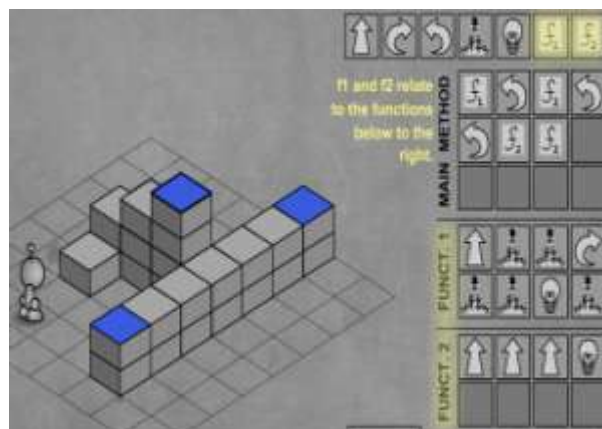 f1 and f2 relate
to the functions
below to the
right.
MAIN METHOD
FUNCT. 1
FUNCT. 2